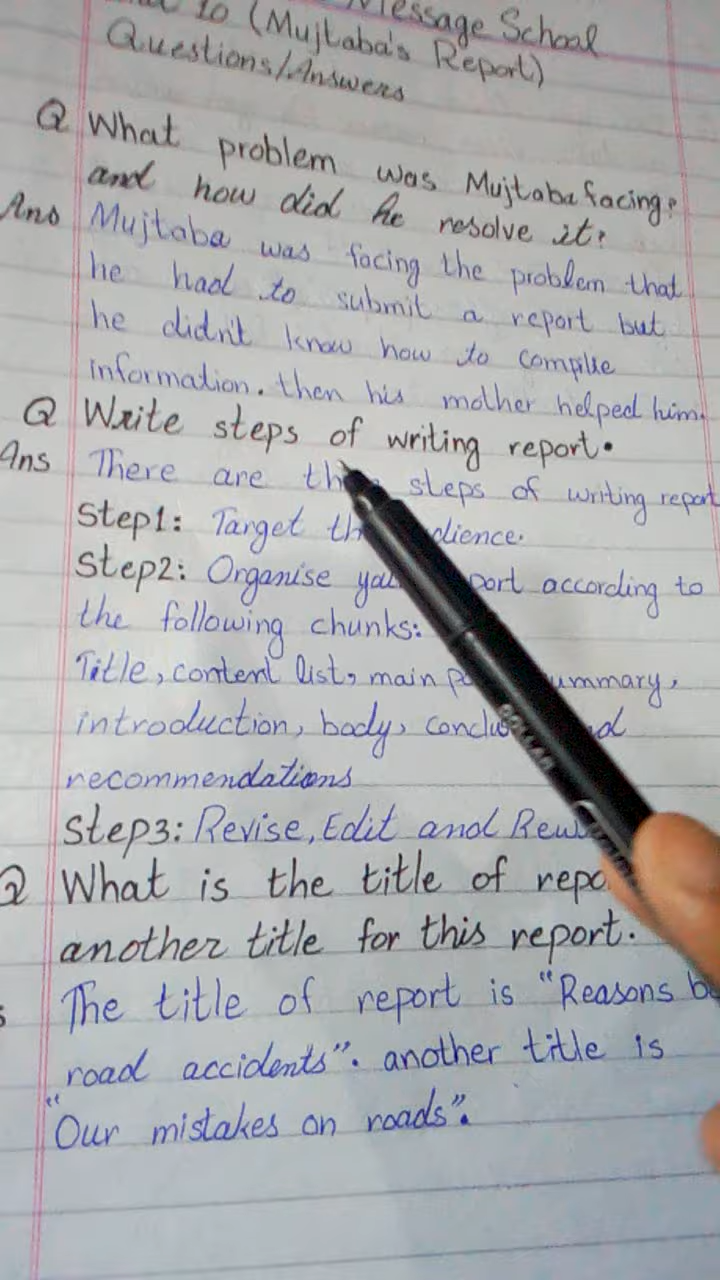 10 (Mujtaba's Message School
Report)
Questions/Answers
Q What problem was Mujtaba facing?
and how did he resolve it?
Ans Mujtaba was facing the problem that
he had to submit a report but
he didn't know how to compile
information. then his mother helped him.
Q Write steps of writing report.
Ans There are steps of writing report
Step1: Target
Step2: Organise according to
the following chunks:
Title, content list, main summary,
introduction, body,
recommendations
Step3: Revise, Edit and
Q What is the title of
another title for this report.
The title of report is "Reasons
road accidents". another title is
"Our mistakes on roads".
DOLLAR